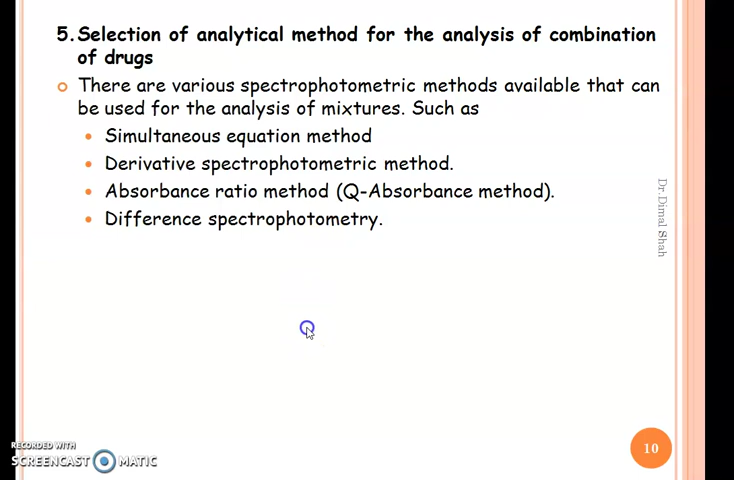 5. Selection of analytical method for the analysis of combination
of drugs
There are various spectrophotometric methods available that can
be used for the analysis of mixtures. Such as
Simultaneous equation method
Derivative spectrophotometric method.
Absorbance ratio method (Q-Absorbance method).
Difference spectrophotometry.
Dr.Dimal Shah
10
RECORDED WITH
SCREENCAST MATIC